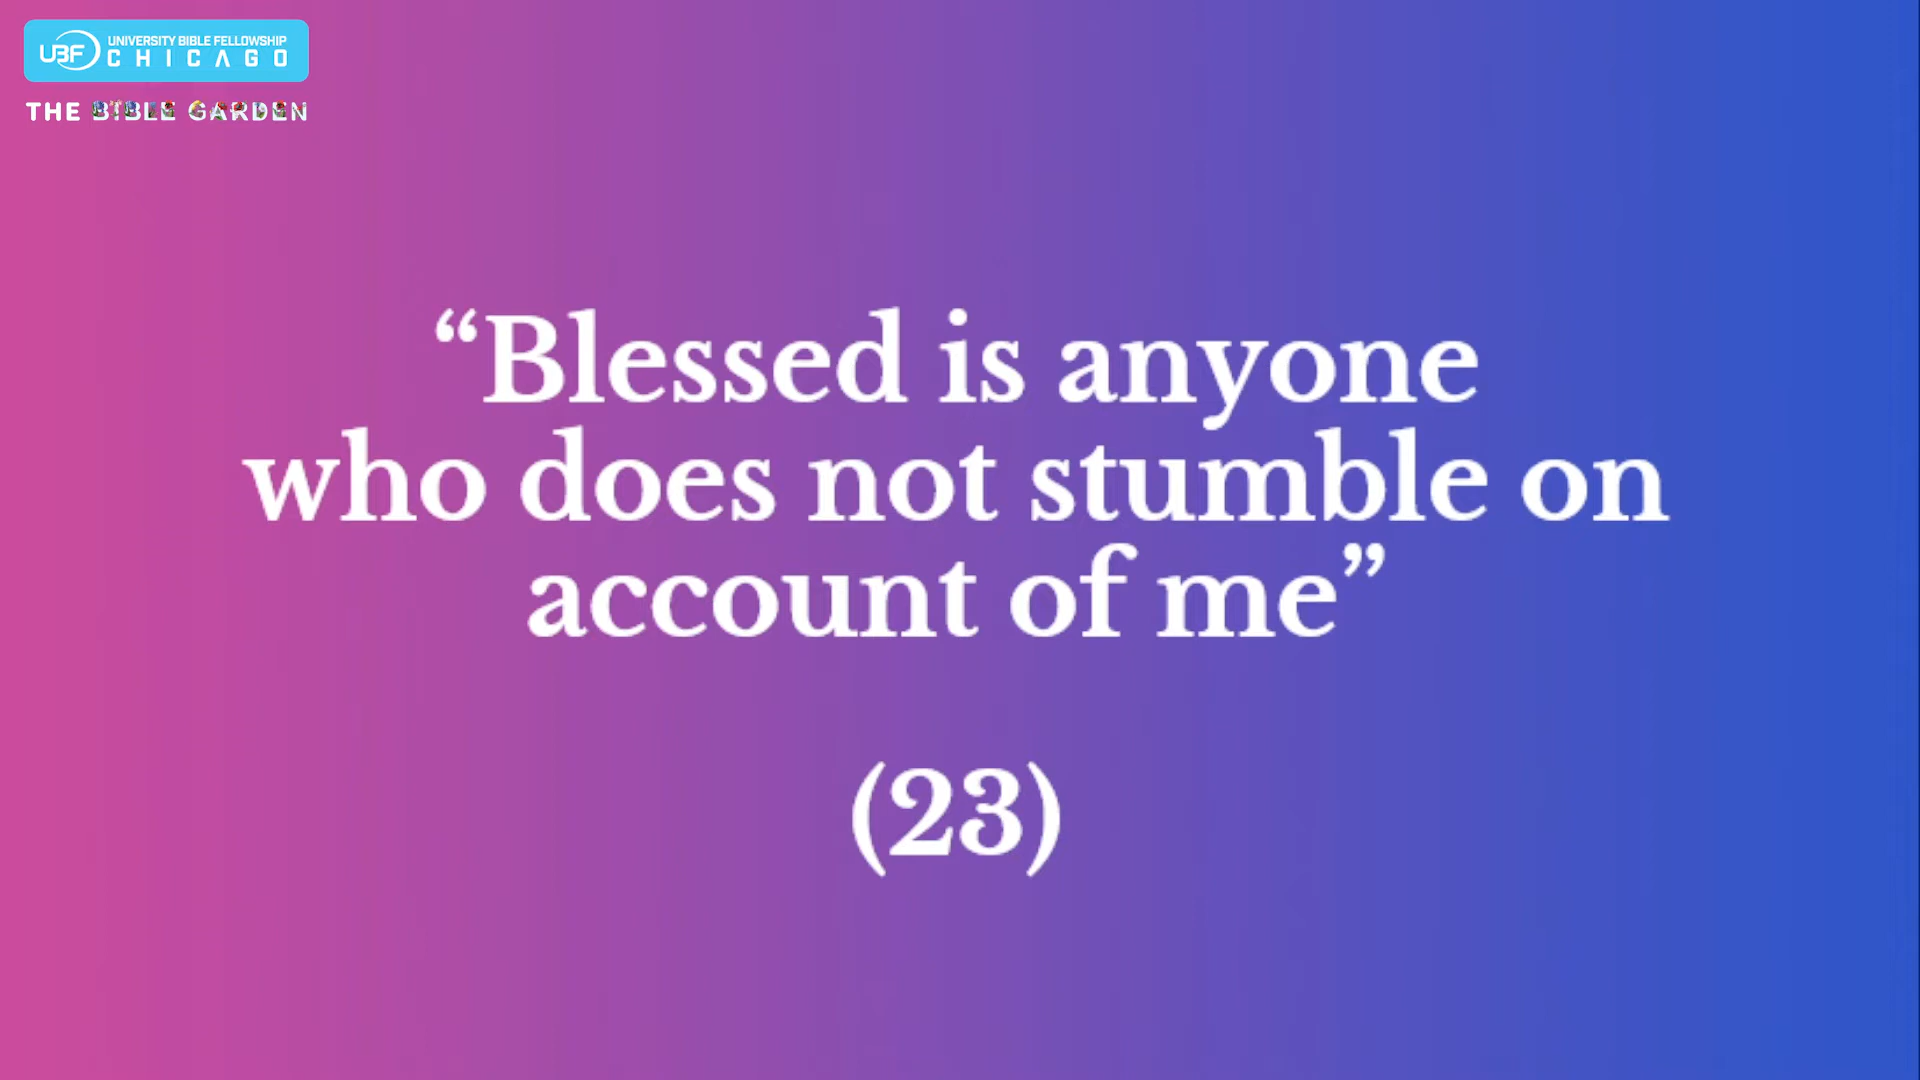 UBF
UNIVERSITY BIBLE FELLOWSHIP
CHICAGO
THE BIBLE GARDEN
“Blessed is anyone
who does not stumble on
account of me”
(23)